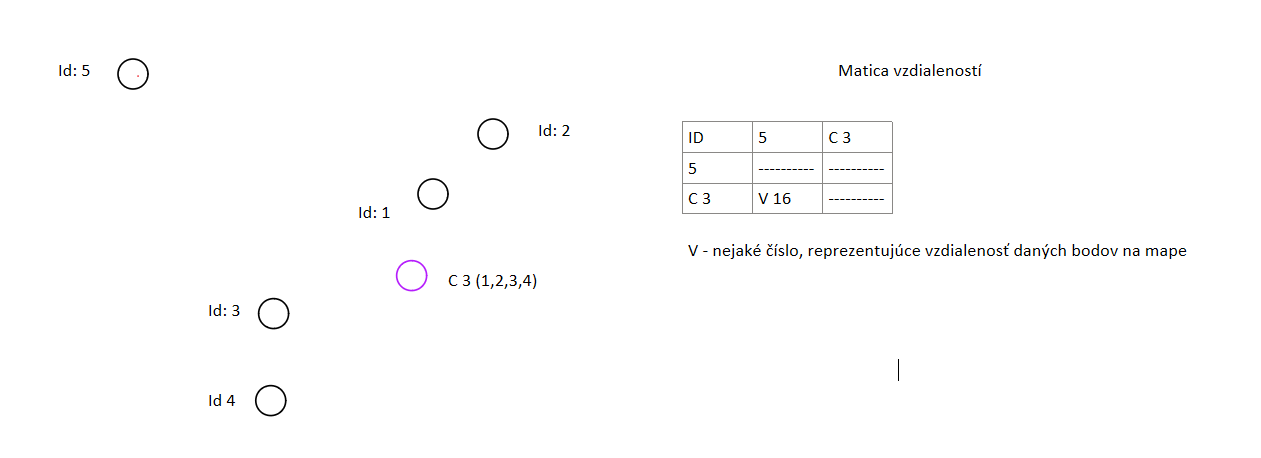 Id: 5
Id: 2
Id: 1
C 3 (1,2,3,4)
Id: 3
Id 4
Matica vzdialeností
ID 5 C 3
5 ---------- ----------
C 3 V 16 ----------
V - nejaké číslo, reprezentujúce vzdialenosť daných bodov na mape